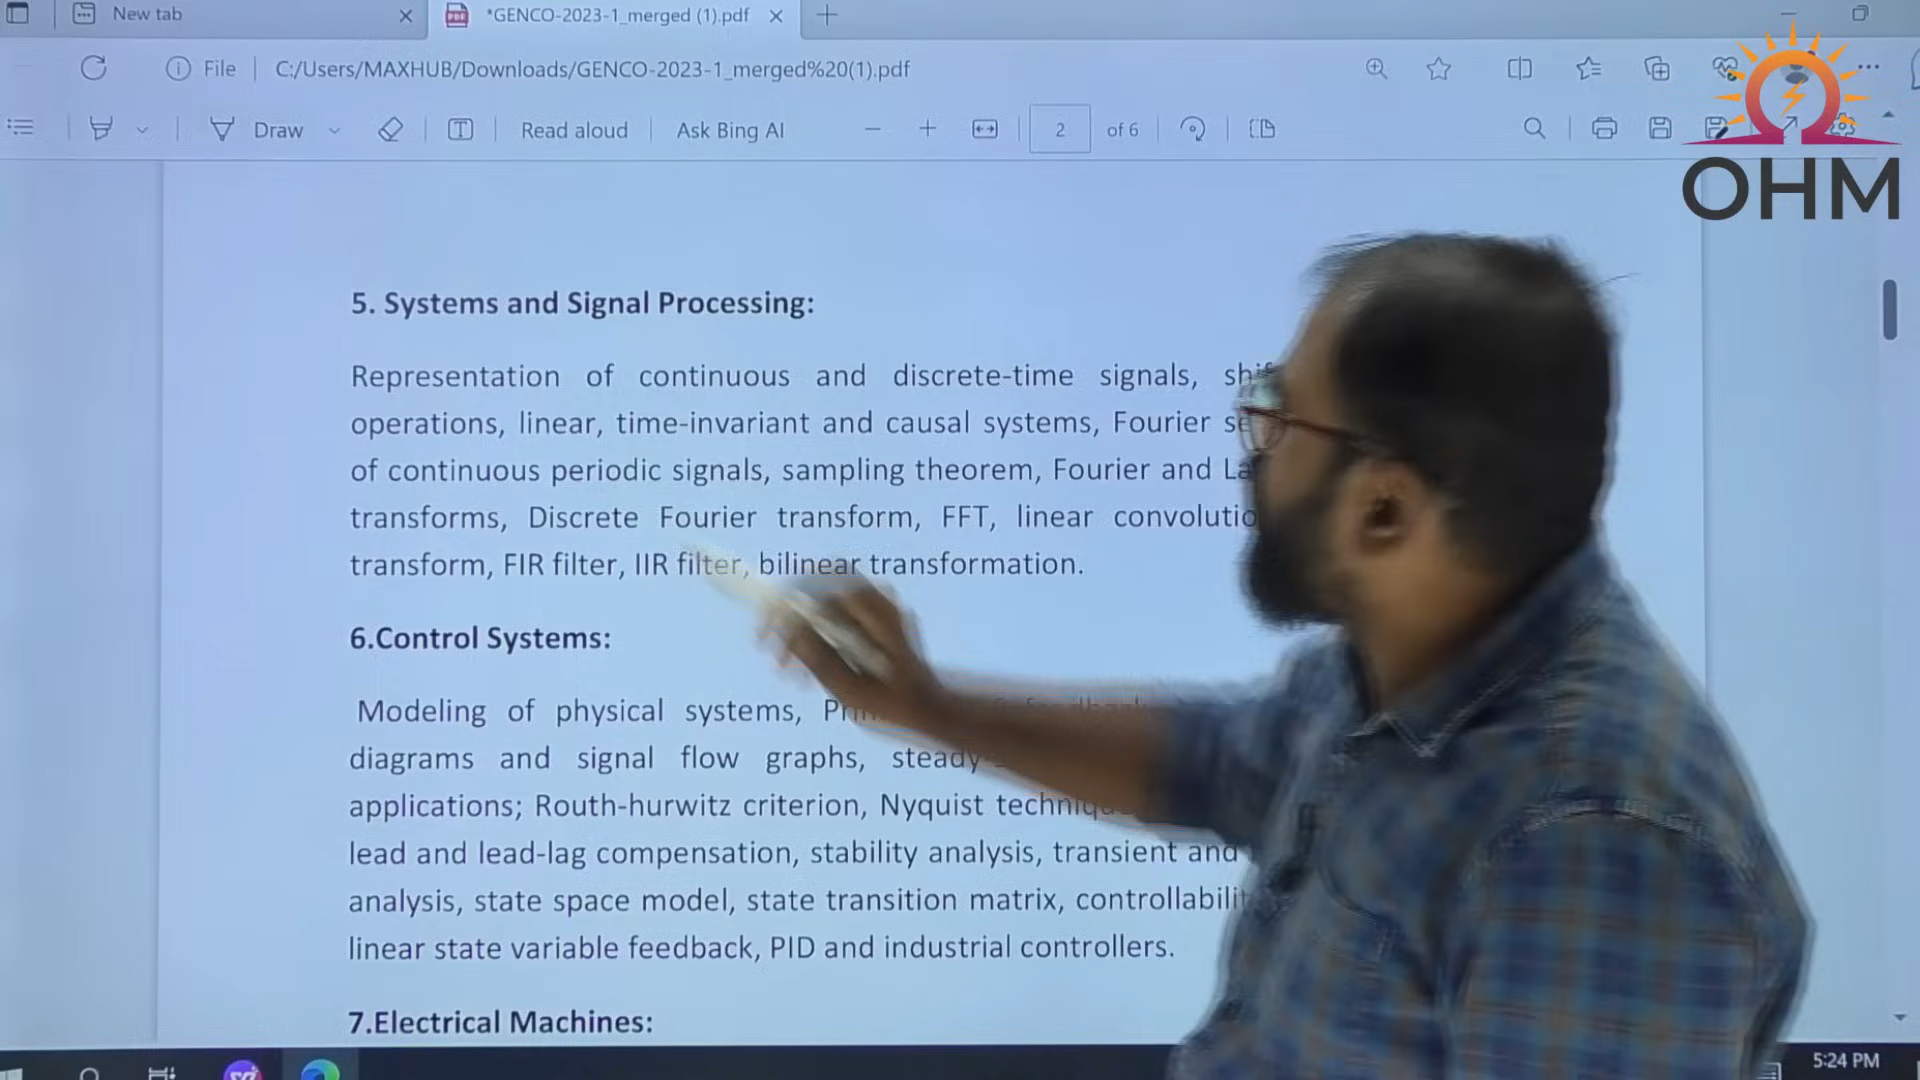 New tab
*GENCO-2023-1_merged (1).pdf
File
C:/Users/MAXHUB/Downloads/GENCO-2023-1_merged%20(1).pdf
Draw
Read aloud
Ask Bing AI
2
of 6
OHM
5. Systems and Signal Processing:
Representation of continuous and discrete-time signals,
operations, linear, time-invariant and causal systems, Fourier
of continuous periodic signals, sampling theorem, Fourier and
transforms, Discrete Fourier transform, FFT, linear
transform, FIR filter, IIR filter, bilinear transformation.
6.Control Systems:
Modeling of physical systems,
diagrams and signal flow graphs, steady
applications; Routh-hurwitz criterion, Nyquist
lead and lead-lag compensation, stability analysis, transient and
analysis, state space model, state transition matrix,
linear state variable feedback, PID and industrial controllers.
7.Electrical Machines:
5:24 PM